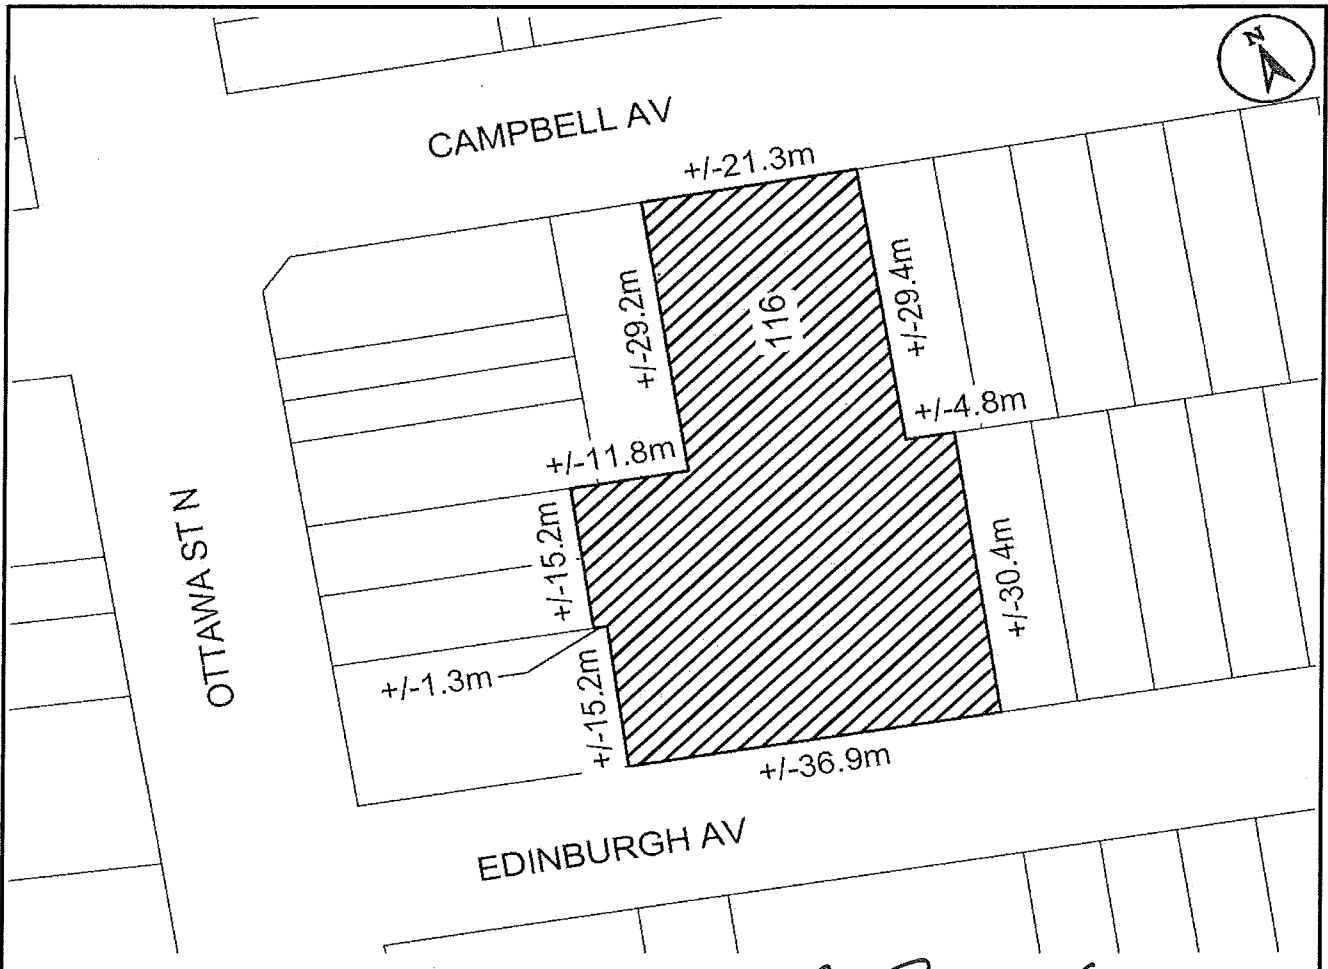 N
CAMPBELL AV
+/-21.3m
+/-29.2m
116
+/-29.4m
+/-4.8m
+/-11.8m
OTTAWA ST N
+/-15.2m
+/-30.4m
+/-1.3m
+/-15.2m
+/-36.9m
EDINBURGH AV